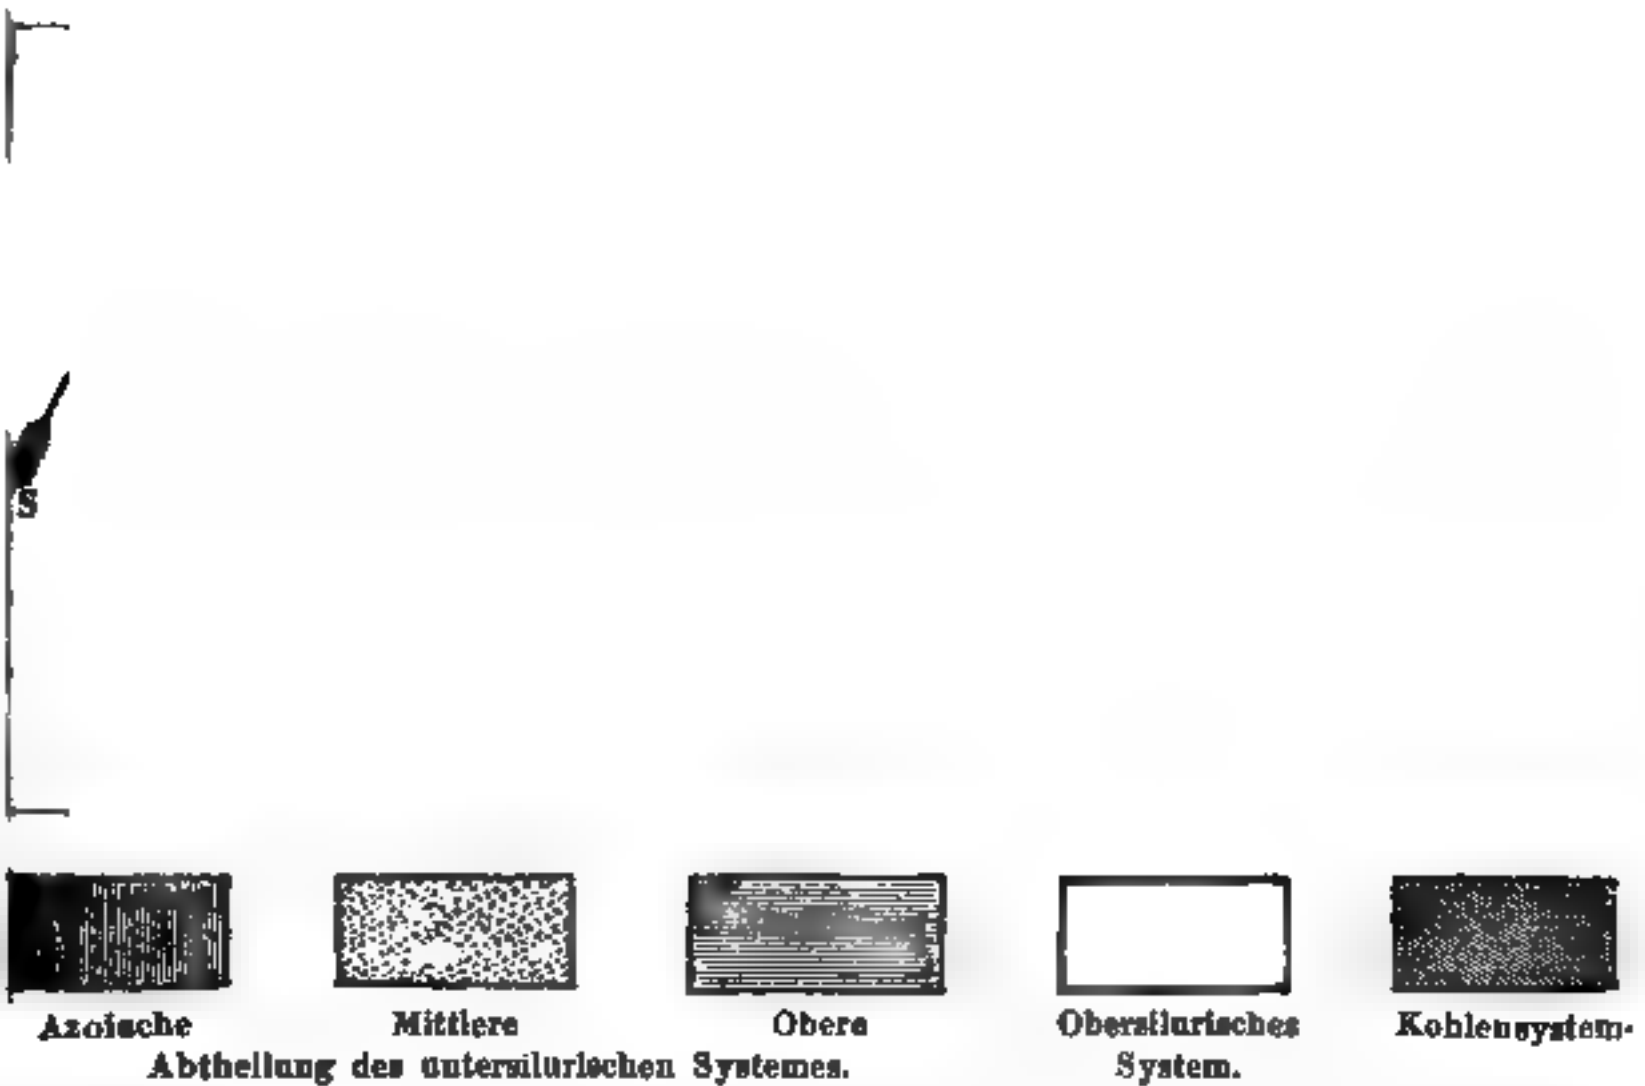 S
Azoische Mittlere Obere Obersilurisches Kohlensystem.
Abtheilung des untersilurischen Systemes. System.